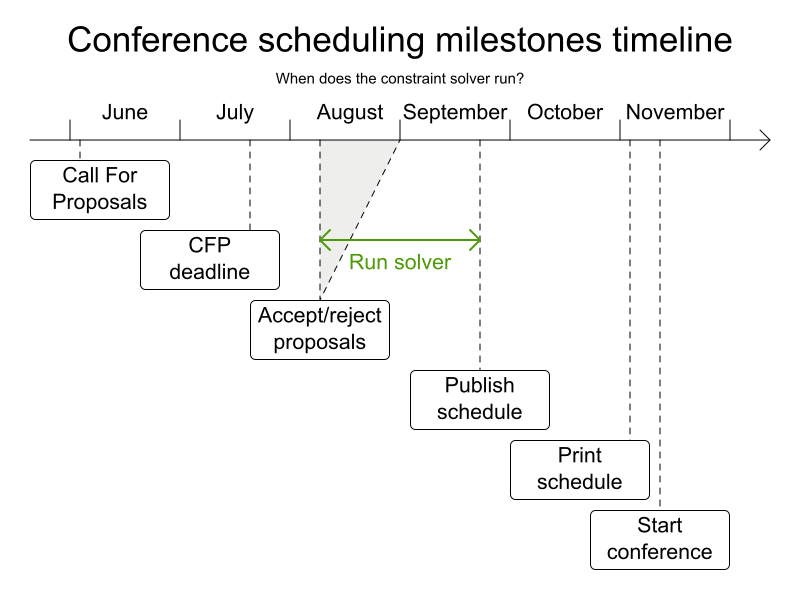 Conference scheduling milestones timeline
When does the constraint solver run?
June July August September October November
Call For
Proposals
CFP
deadline
Run solver
Accept/reject
proposals
Publish
schedule
Print
schedule
Start
conference